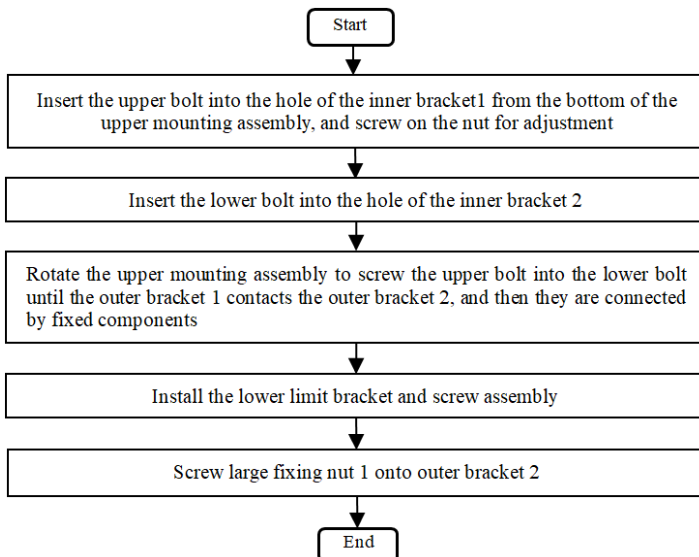 Start
Insert the upper bolt into the hole of the inner bracket1 from the bottom of the
upper mounting assembly, and screw on the nut for adjustment
Insert the lower bolt into the hole of the inner bracket 2
Rotate the upper mounting assembly to screw the upper bolt into the lower bolt
until the outer bracket 1 contacts the outer bracket 2, and then they are connected
by fixed components
Install the lower limit bracket and screw assembly
Screw large fixing nut 1 onto outer bracket 2
End